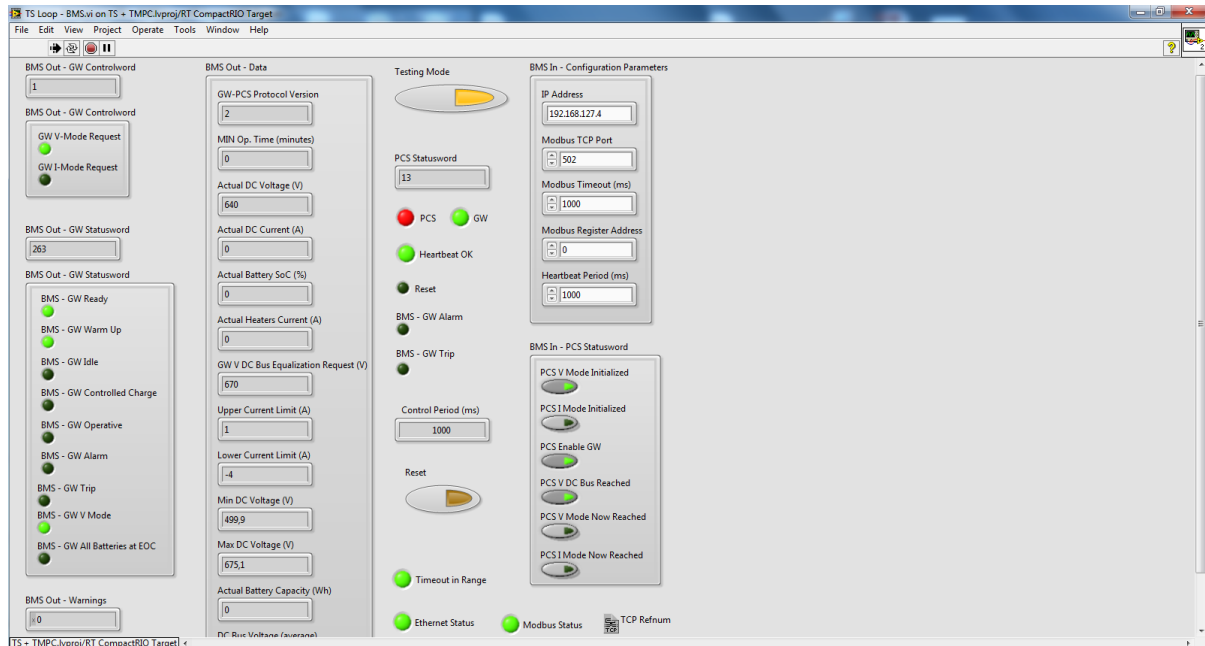 TS Loop - BMS.vi on TS + TMPC.lvproj/RT CompactRIO Target
File Edit View Project Operate Tools Window Help
2
BMS Out - GW Controlword
1
BMS Out - GW Controlword
GW V-Mode Request
GW I-Mode Request
BMS Out - GW Statusword
263
BMS Out - GW Statusword
BMS - GW Ready
BMS - GW Warm Up
BMS - GW Idle
BMS - GW Controlled Charge
BMS - GW Operative
BMS - GW Alarm
BMS - GW Trip
BMS - GW V Mode
BMS - GW All Batteries at EOC
BMS Out - Warnings
x 0
BMS Out - Data
GW-PCS Protocol Version
2
MIN Op. Time (minutes)
0
Actual DC Voltage (V)
640
Actual DC Current (A)
0
Actual Battery SoC (%)
0
Actual Heaters Current (A)
0
GW V DC Bus Equalization Request (V)
670
Upper Current Limit (A)
1
Lower Current Limit (A)
-4
Min DC Voltage (V)
499,9
Max DC Voltage (V)
675,1
Actual Battery Capacity (Wh)
0
DC Bus Voltage (average)
Testing Mode
PCS Statusword
13
PCS GW
Heartbeat OK
Reset
BMS - GW Alarm
BMS - GW Trip
Control Period (ms)
1000
Reset
Timeout in Range
Ethernet Status
Modbus Status
TCP
TCP Refnum
BMS In - Configuration Parameters
IP Address
192.168.127.4
Modbus TCP Port
502
Modbus Timeout (ms)
1000
Modbus Register Address
0
Heartbeat Period (ms)
1000
BMS In - PCS Statusword
PCS V Mode Initialized
PCS I Mode Initialized
PCS Enable GW
PCS V DC Bus Reached
PCS V Mode Now Reached
PCS I Mode Now Reached
TS + TMPC.lvproj/RT CompactRIO Target